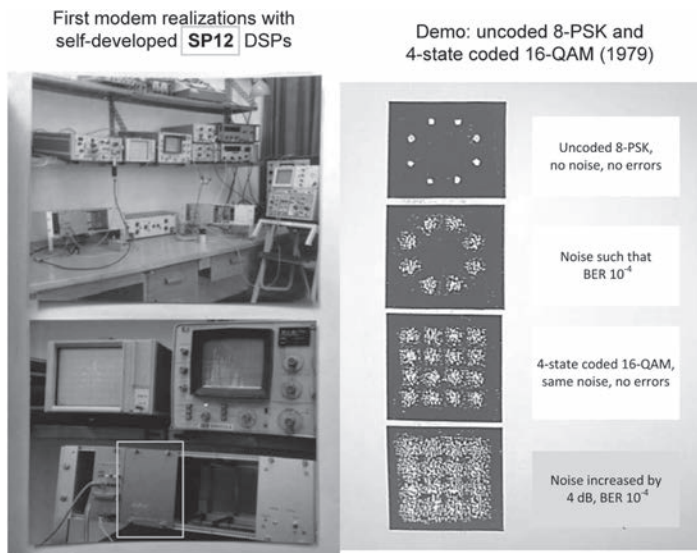 First modem realizations with
self-developed SP12 DSPs
Demo: uncoded 8-PSK and
4-state coded 16-QAM (1979)
Uncoded 8-PSK,
no noise, no errors
Noise such that
BER 10⁻⁴
4-state coded 16-QAM,
same noise, no errors
Noise increased by
4 dB, BER 10⁻⁴